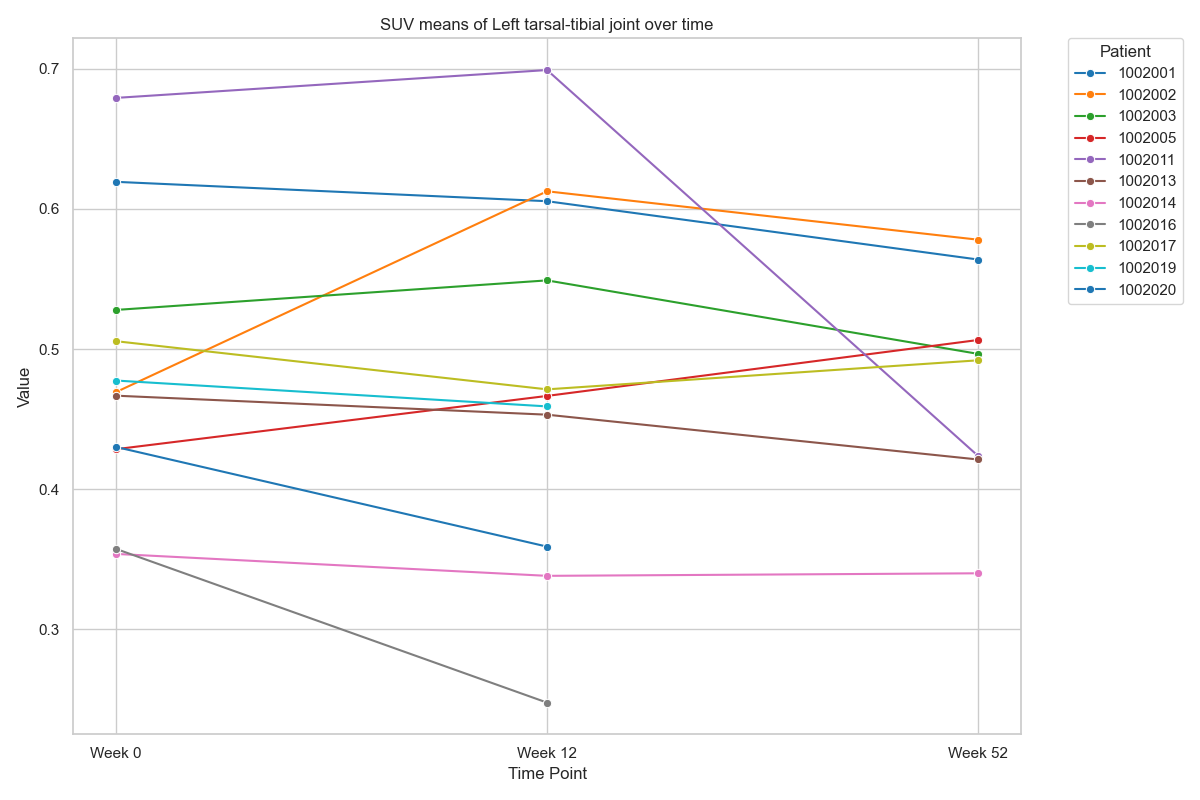 SUV means of Left tarsal-tibial joint over time
Patient
1002001
1002002
1002003
1002005
1002011
1002013
1002014
1002016
1002017
1002019
1002020
Value
0.7
0.6
0.5
0.4
0.3
Week 0
Week 12
Week 52
Time Point